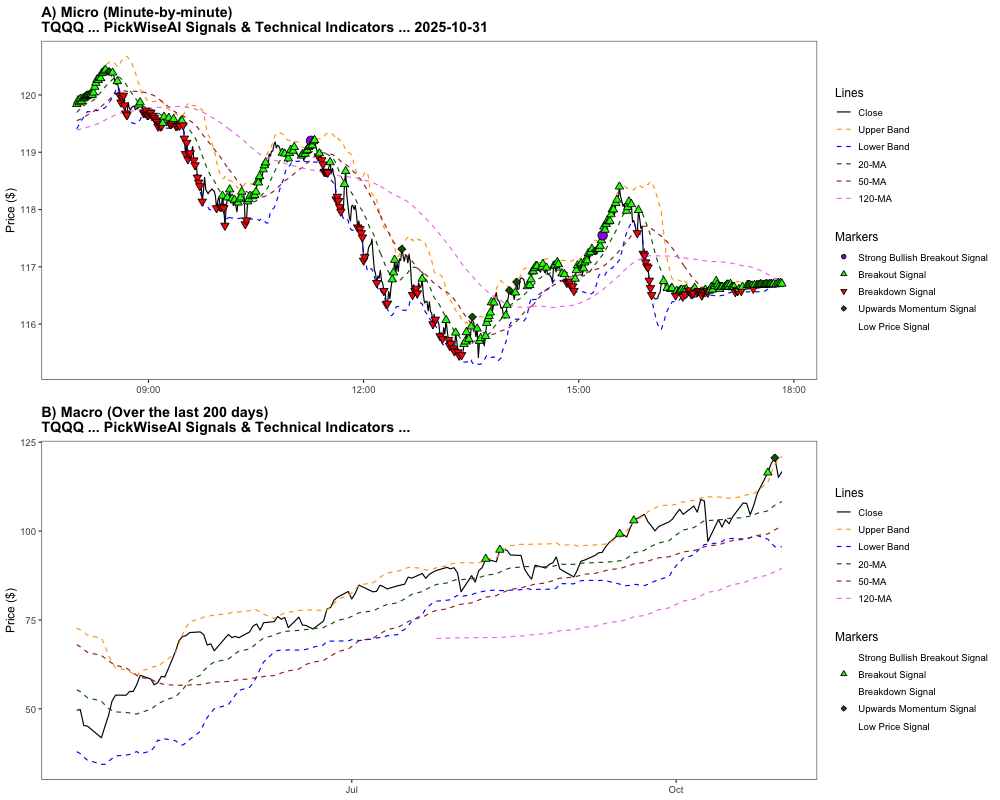 A) Micro (Minute-by-minute)
TQQQ ... PickWiseAI Signals & Technical Indicators ... 2025-10-31
Price ($)
120
119
118
117
116
09:00
12:00
15:00
18:00
Lines
Close
Upper Band
Lower Band
20-MA
50-MA
120-MA
Markers
Strong Bullish Breakout Signal
Breakout Signal
Breakdown Signal
Upwards Momentum Signal
Low Price Signal
B) Macro (Over the last 200 days)
TQQQ ... PickWiseAI Signals & Technical Indicators ...
Price ($)
125
100
75
50
Jul
Oct
Lines
Close
Upper Band
Lower Band
20-MA
50-MA
120-MA
Markers
Strong Bullish Breakout Signal
Breakout Signal
Breakdown Signal
Upwards Momentum Signal
Low Price Signal